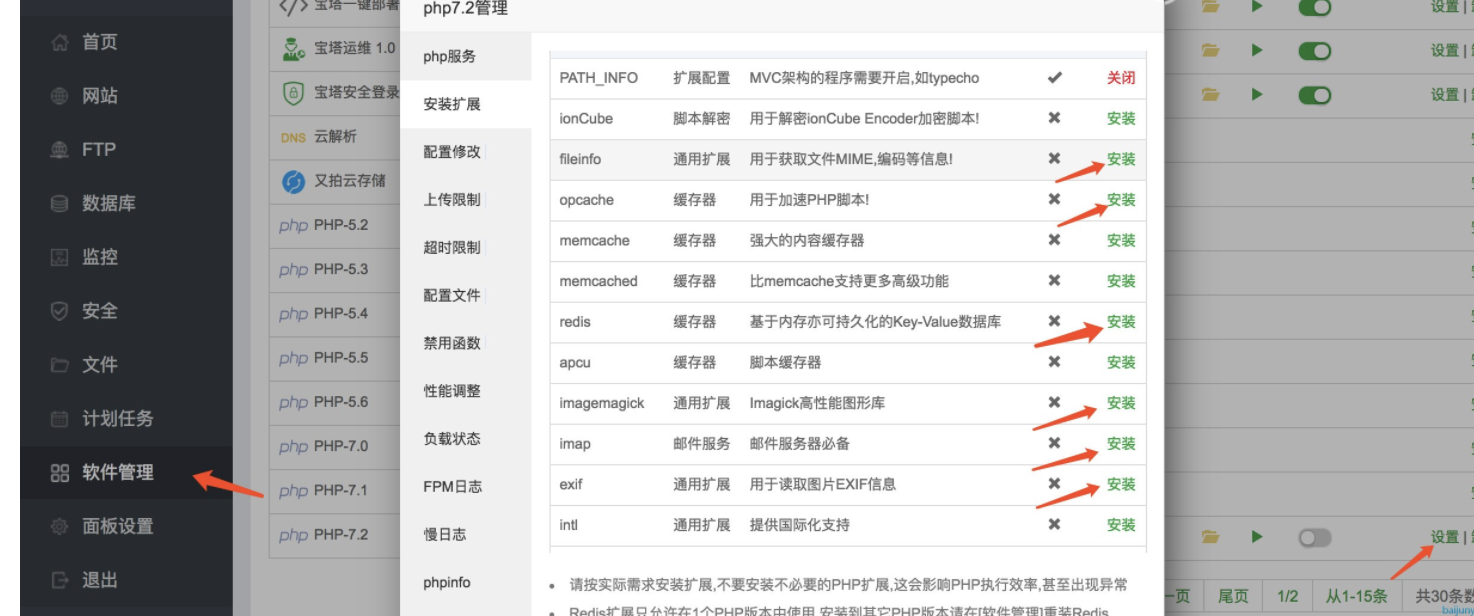 首页
网站
FTP
数据库
监控
安全
文件
计划任务
软件管理
面板设置
退出
宝塔一键部署
宝塔运维 1.0
宝塔安全登录
DNS 云解析
又拍云存储
php PHP-5.2
php PHP-5.3
php PHP-5.4
php PHP-5.5
php PHP-5.6
php PHP-7.0
php PHP-7.1
php PHP-7.2
php7.2管理
php服务
安装扩展
配置修改
上传限制
超时限制
配置文件
禁用函数
性能调整
负载状态
FPM日志
慢日志
phpinfo
PATH_INFO 扩展配置 MVC架构的程序需要开启,如typecho 关闭
ionCube 脚本解密 用于解密ionCube Encoder加密脚本! 安装
fileinfo 通用扩展 用于获取文件MIME,编码等信息! 安装
opcache 缓存器 用于加速PHP脚本! 安装
memcache 缓存器 强大的内容缓存器 安装
memcached 缓存器 比memcache支持更多高级功能 安装
redis 缓存器 基于内存亦可持久化的Key-Value数据库 安装
apcu 缓存器 脚本缓存器 安装
imagemagick 通用扩展 Imagick高性能图形库 安装
imap 邮件服务 邮件服务器必备 安装
exif 通用扩展 用于读取图片EXIF信息 安装
intl 通用扩展 提供国际化支持 安装
• 请按实际需求安装扩展,不要安装不必要的PHP扩展,这会影响PHP执行效率,甚至出现异常
• Redis扩展只允许在1个PHP版本中使用,安装到其它PHP版本请在[软件管理]重装Redis
设置 |
设置 |
设置 |
设置 |
一页 尾页 1/2 从1-15条 共30条数